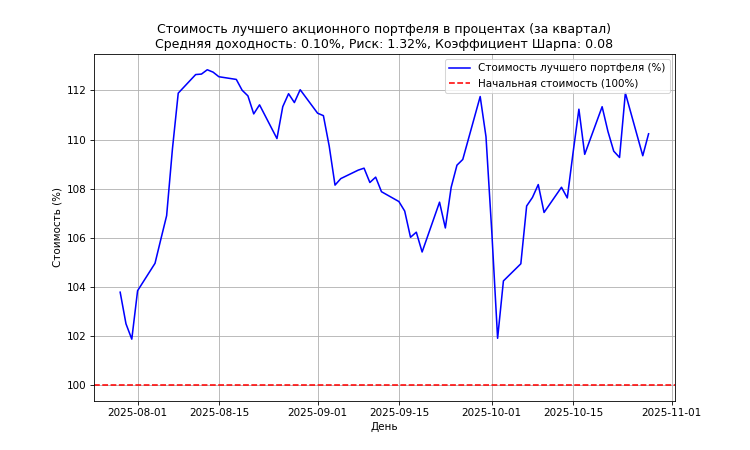 Стоимость лучшего акционного портфеля в процентах (за квартал)
Средняя доходность: 0.10%, Риск: 1.32%, Коэффициент Шарпа: 0.08
Стоимость лучшего портфеля (%)
Начальная стоимость (100%)
Стоимость (%)
112
110
108
106
104
102
100
2025-08-01
2025-08-15
2025-09-01
2025-09-15
2025-10-01
2025-10-15
2025-11-01
День